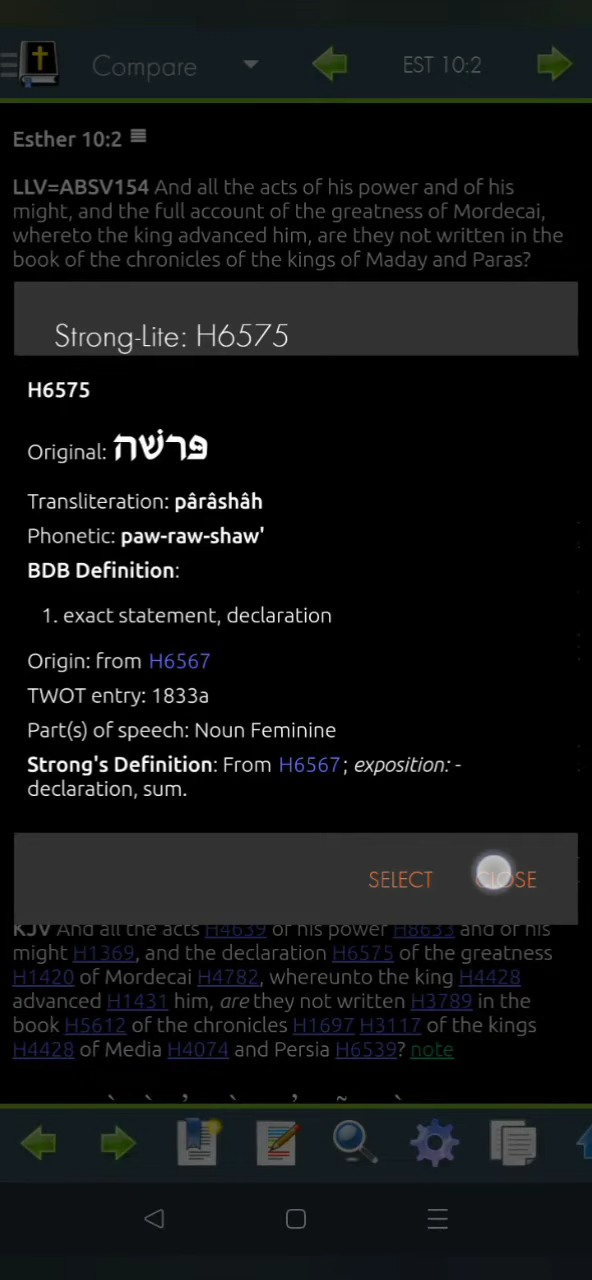 Compare
EST 10:2
Esther 10:2
LLV=ABSV154 And all the acts of his power and of his
might, and the full account of the greatness of Mordecai,
whereto the king advanced him, are they not written in the
book of the chronicles of the kings of Maday and Paras?
Strong-Lite: H6575
H6575
Original: פּרשׁה
Transliteration: pârâshâh
Phonetic: paw-raw-shaw'
BDB Definition:
1. exact statement, declaration
Origin: from H6567
TWOT entry: 1833a
Part(s) of speech: Noun Feminine
Strong's Definition: From H6567; exposition: -
declaration, sum.
SELECT CLOSE
KJV And all the acts H4639 of his power H8633 and of his
might H1369, and the declaration H6575 of the greatness
H1420 of Mordecai H4782, whereunto the king H4428
advanced H1431 him, are they not written H3789 in the
book H5612 of the chronicles H1697 H3117 of the kings
H4428 of Media H4074 and Persia H6539? note